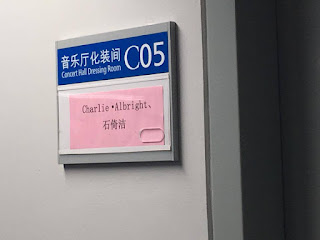 音乐厅化装间 C05
Concert Hall Dressing Room
Charlie•Albright、
石倚洁